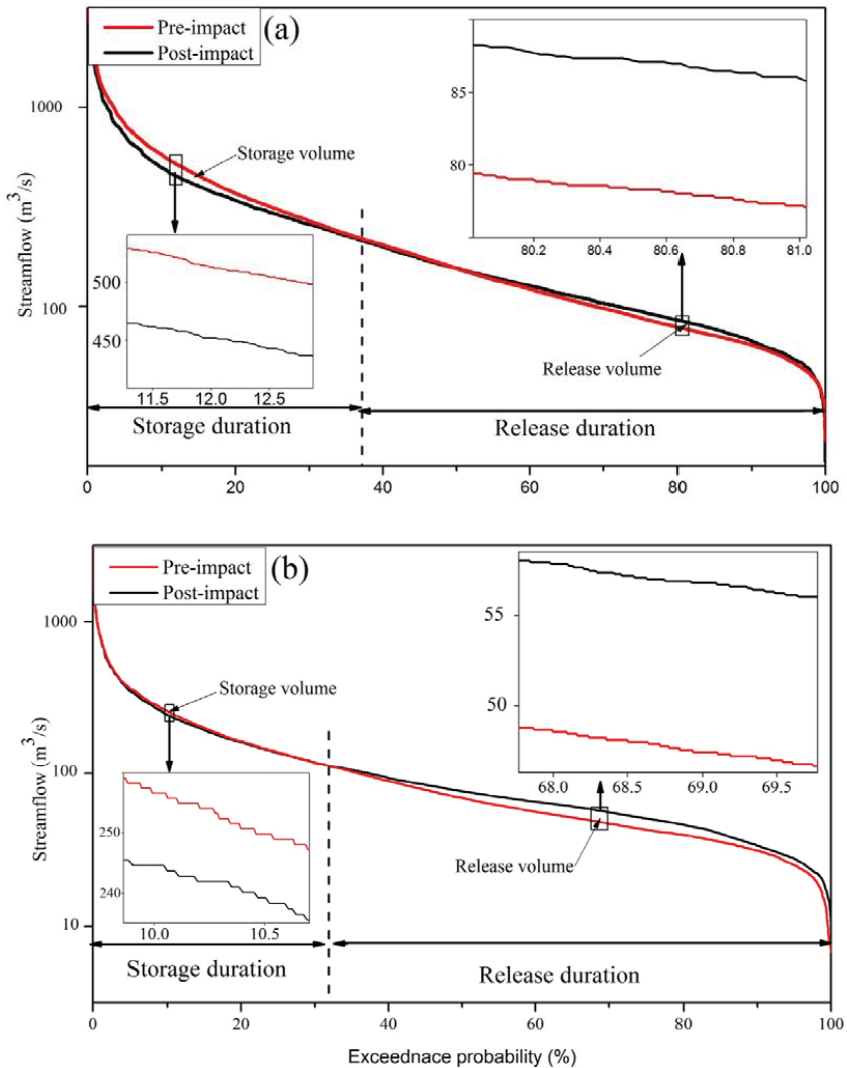 Pre-impact
Post-impact
(a)
1000
100
Streamflow (m³/s)
Storage volume
85
80
80.2 80.4 80.6 80.8 81.0
500
450
11.5 12.0 12.5
Release volume
Storage duration
Release duration
0 20 40 60 80 100
Pre-impact
Post-impact
(b)
1000
100
10
Streamflow (m³/s)
Storage volume
55
50
68.0 68.5 69.0 69.5
250
240
10.0 10.5
Release volume
Storage duration
Release duration
0 20 40 60 80 100
Exceednace probability (%)